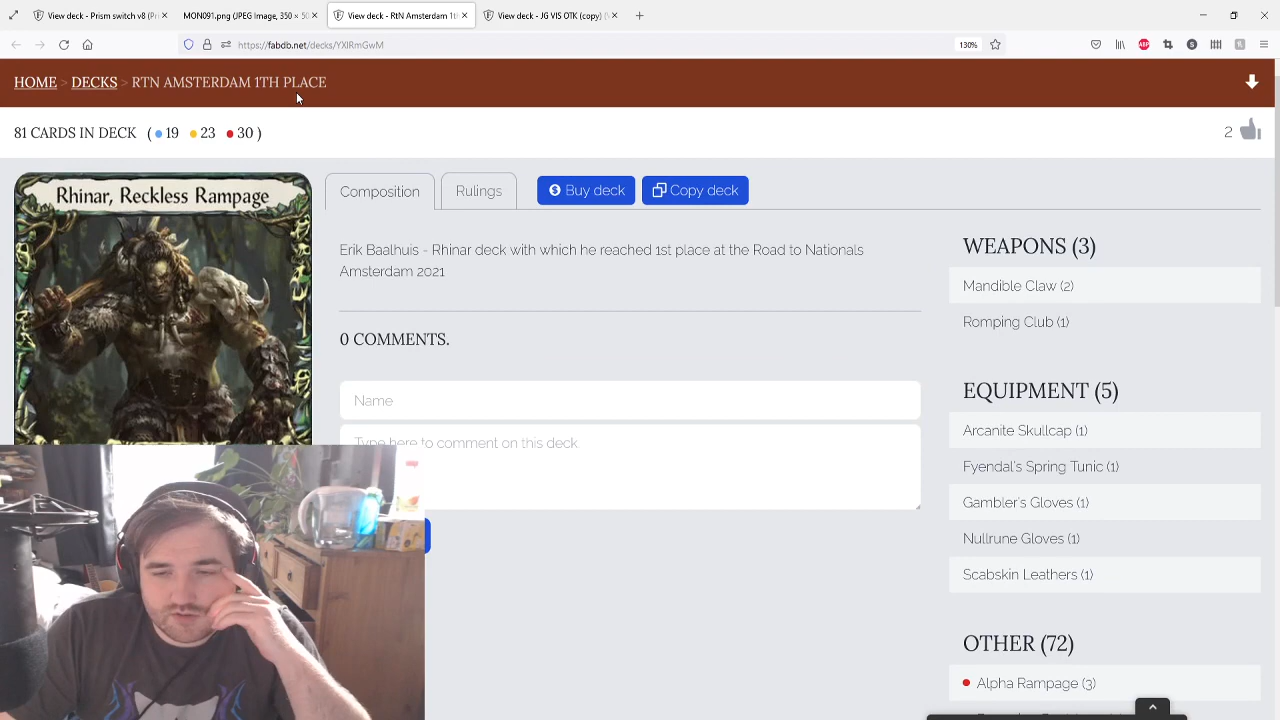 View deck - Prism switch v8 (Pri
MON091.png (JPEG Image, 350 × 50
View deck - RtN Amsterdam 1th
View deck - JG VIS OTK (copy) (V
https://fabdb.net/decks/YXlRmGwM
130%
HOME > DECKS > RTN AMSTERDAM 1TH PLACE
81 CARDS IN DECK ( 19 23 30 )
2
Rhinar, Reckless Rampage
Composition
Rulings
Buy deck
Copy deck
Erik Baalhuis - Rhinar deck with which he reached 1st place at the Road to Nationals
Amsterdam 2021
0 COMMENTS.
Name
Type here to comment on this deck.
WEAPONS (3)
Mandible Claw (2)
Romping Club (1)
EQUIPMENT (5)
Arcanite Skullcap (1)
Fyendal's Spring Tunic (1)
Gambler's Gloves (1)
Nullrune Gloves (1)
Scabskin Leathers (1)
OTHER (72)
Alpha Rampage (3)